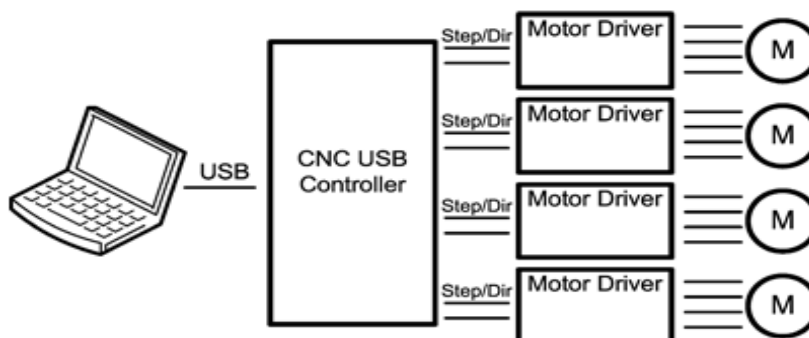 USB
CNC USB
Controller
Step/Dir
Motor Driver
M
Step/Dir
Motor Driver
M
Step/Dir
Motor Driver
M
Step/Dir
Motor Driver
M